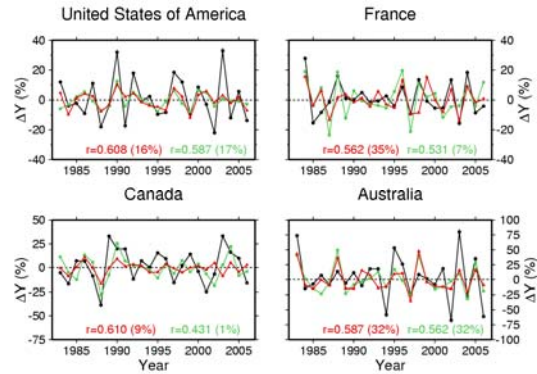 United States of America
France
ΔY (%)
40
20
0
-20
-40
r=0.608 (16%) r=0.587 (17%)
1985 1990 1995 2000 2005
40
20
0
-20
-40
ΔY (%)
r=0.562 (35%) r=0.531 (7%)
1985 1990 1995 2000 2005
Canada
Australia
ΔY (%)
50
25
0
-25
-50
-75
r=0.610 (9%) r=0.431 (1%)
1985 1990 1995 2000 2005
Year
100
75
50
25
0
-25
-50
-75
-100
ΔY (%)
r=0.587 (32%) r=0.562 (32%)
1985 1990 1995 2000 2005
Year